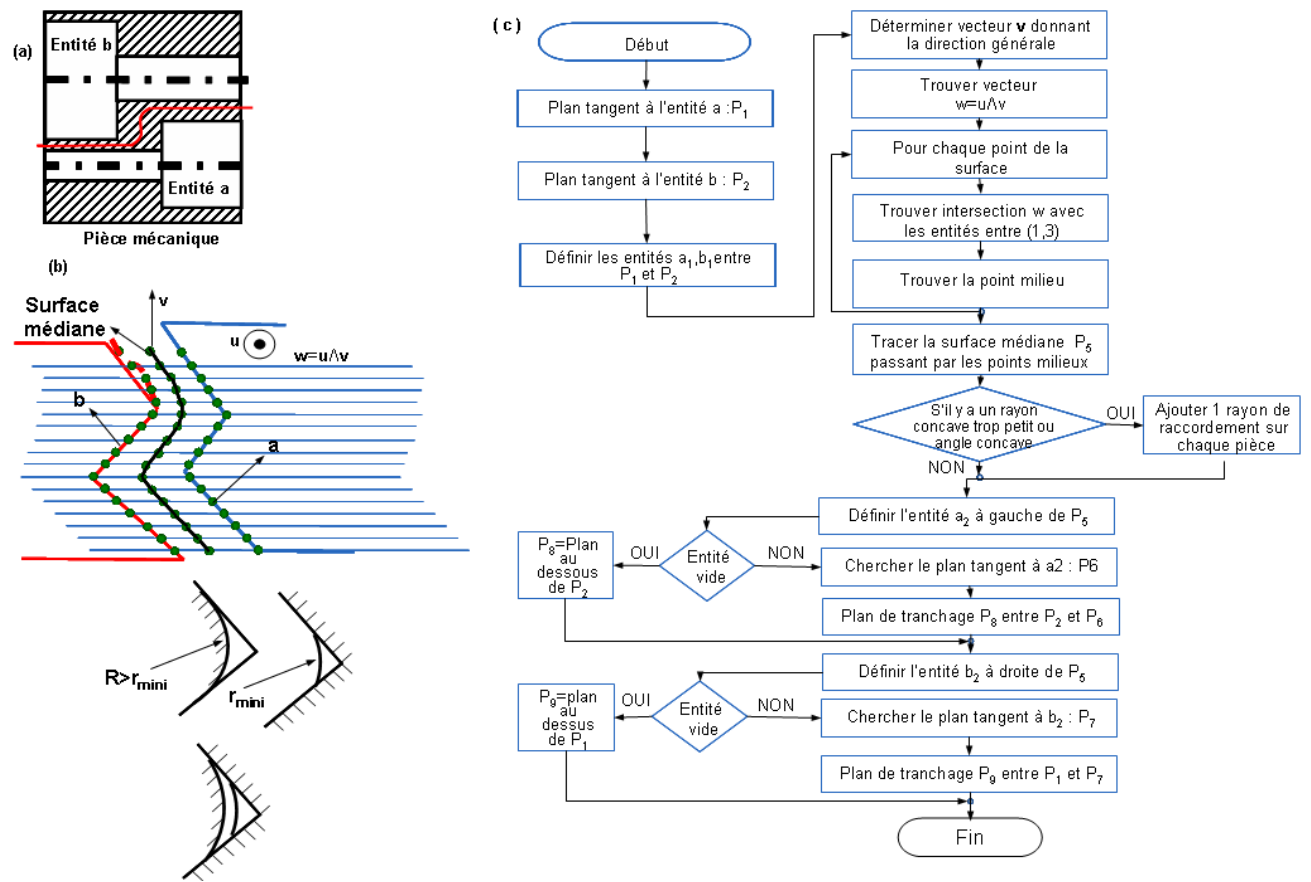 (a)
Entité b
Entité a
Pièce mécanique
(b)
v
Surface
médiane
u
w=u/\v
b
a
R>r_mini
r_mini
(c)
Début
Plan tangent à l'entité a :P1
Plan tangent à l'entité b : P2
Définir les entités a1,b1entre
P1 et P2
Déterminer vecteur v donnant
la direction générale
Trouver vecteur
w=u/\v
Pour chaque point de la
surface
Trouver intersection w avec
les entités entre (1,3)
Trouver la point milieu
Tracer la surface médiane P5
passant par les points milieux
S'il y a un rayon
concave trop petit ou
angle concave
OUI
Ajouter 1 rayon de
raccordement sur
chaque pièce
NON
Définir l'entité a2 à gauche de P5
P8=Plan
au
dessous
de P2
OUI
Entité
vide
NON
Chercher le plan tangent à a2 : P6
Plan de tranchage P8 entre P2 et P6
Définir l'entité b2 à droite de P5
P9=plan
au
dessus
de P1
OUI
Entité
vide
NON
Chercher le plan tangent à b2 : P7
Plan de tranchage P9 entre P1 et P7
Fin